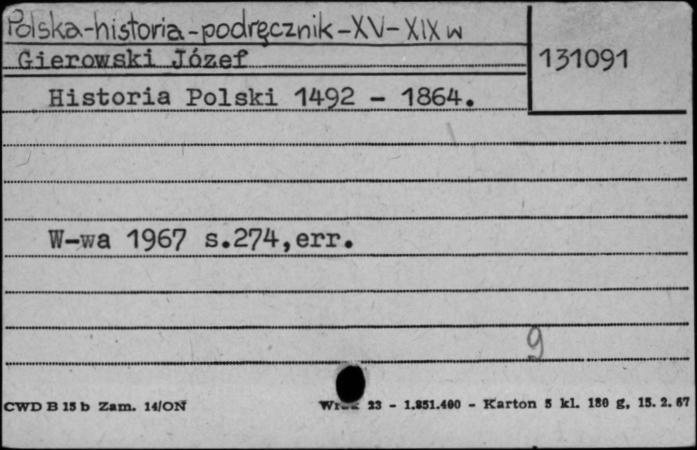 Polska-historia-podręcznik-XV-XIX w
Gierowski Józef
131091
Historia Polski 1492 - 1864.
W-wa 1967 s.274,err.
9
CWD B 15 b Zam. 14/ON
23 - 1.851.400 - Karton 5 kl. 180 g, 15. 2. 67